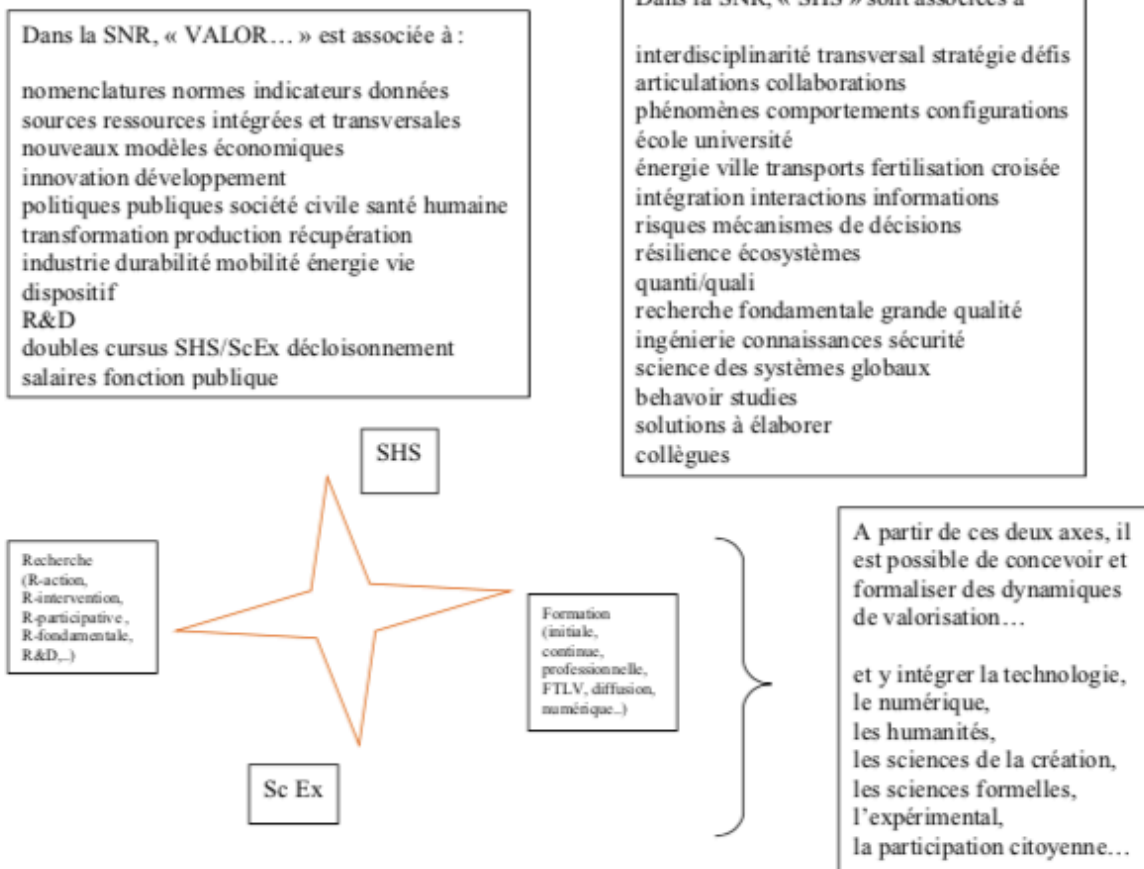 Dans la SNR, « VALOR… » est associée à :
nomenclatures normes indicateurs données
sources ressources intégrées et transversales
nouveaux modèles économiques
innovation développement
politiques publiques société civile santé humaine
transformation production récupération
industrie durabilité mobilité énergie vie
dispositif
R&D
doubles cursus SHS/ScEx décloisonnement
salaires fonction publique
Dans la SNR, « SHS » sont associées à
interdisciplinarité transversal stratégie défis
articulations collaborations
phénomènes comportements configurations
école université
énergie ville transports fertilisation croisée
intégration interactions informations
risques mécanismes de décisions
résilience écosystèmes
quanti/quali
recherche fondamentale grande qualité
ingénierie connaissances sécurité
science des systèmes globaux
behavoir studies
solutions à élaborer
collègues
SHS
Recherche
(R-action,
R-intervention,
R-participative,
R-fondamentale,
R&D,..)
Formation
(initiale,
continue,
professionnelle,
FTLV, diffusion,
numérique..)
Sc Ex
A partir de ces deux axes, il
est possible de concevoir et
formaliser des dynamiques
de valorisation…
et y intégrer la technologie,
le numérique,
les humanités,
les sciences de la création,
les sciences formelles,
l’expérimental,
la participation citoyenne…